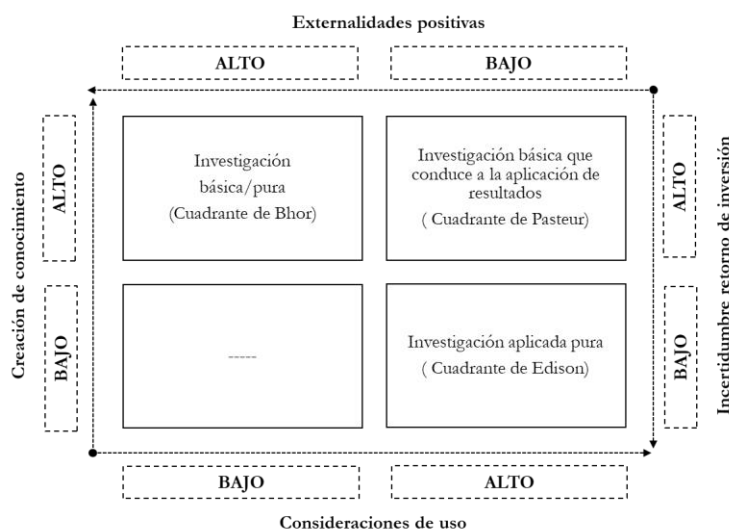 Externalidades positivas
ALTO
BAJO
Creación de conocimiento
ALTO
BAJO
Investigación
básica/pura
(Cuadrante de Bhor)
Investigación básica que
conduce a la aplicación de
resultados
( Cuadrante de Pasteur)
-----
Investigación aplicada pura
( Cuadrante de Edison)
ALTO
BAJO
Incertidumbre retorno de inversión
BAJO
ALTO
Consideraciones de uso